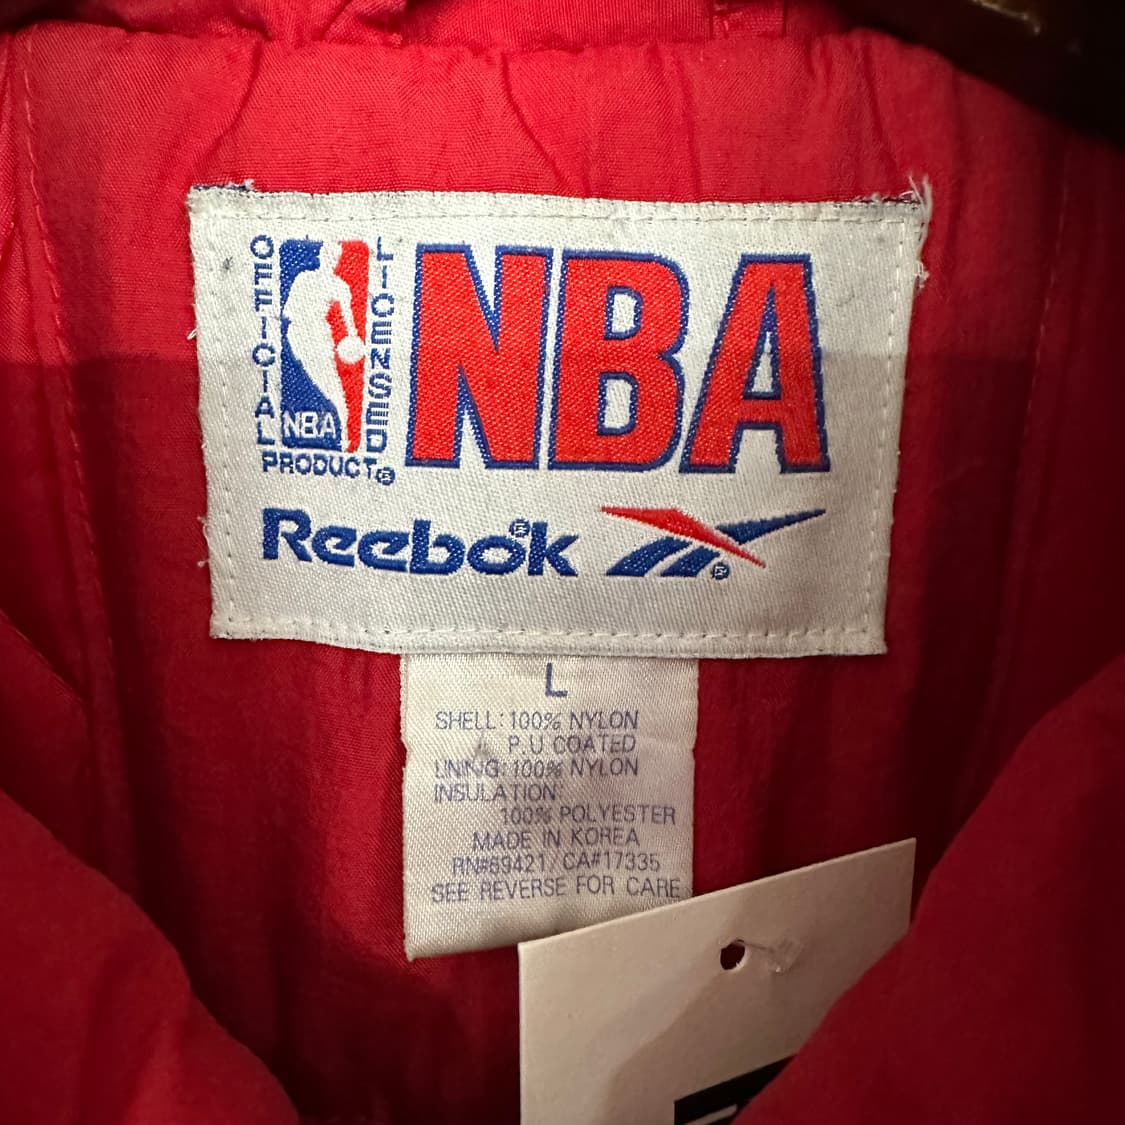 OFFICIAL
LICENSED
NBA
PRODUCT®
NBA
Reebok®
®
L
SHELL: 100% NYLON
P.U COATED
LINING: 100% NYLON
INSULATION:
100% POLYESTER
MADE IN KOREA
RN#69421/CA#17335
SEE REVERSE FOR CARE